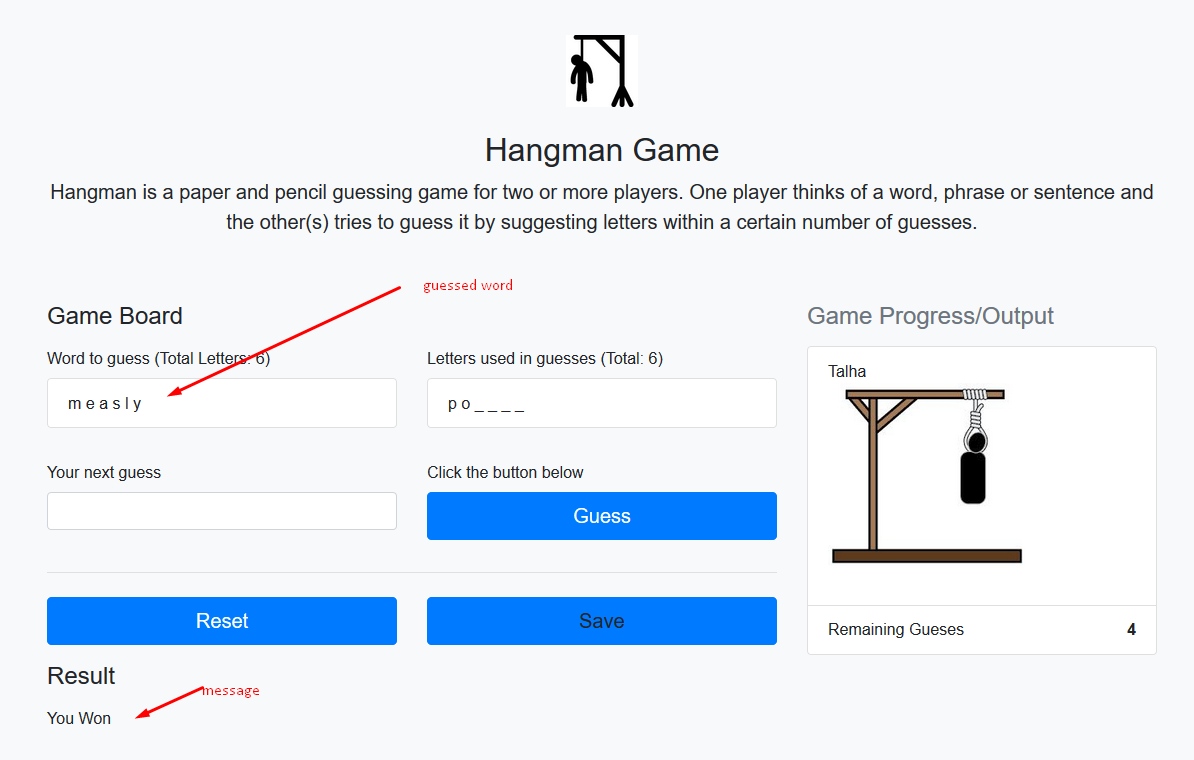 Hangman Game
Hangman is a paper and pencil guessing game for two or more players. One player thinks of a word, phrase or sentence and
the other(s) tries to guess it by suggesting letters within a certain number of guesses.
guessed word
Game Board
Word to guess (Total Letters: 6)
m e a s l y
Letters used in guesses (Total: 6)
p o _ _ _ _
Your next guess
Click the button below
Guess
Reset
Save
Result
message
You Won
Game Progress/Output
Talha
Remaining Gueses
4